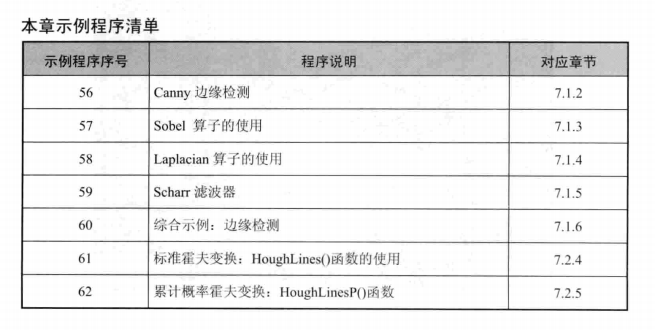 本章示例程序清单
示例程序序号 程序说明 对应章节
56 Canny 边缘检测 7.1.2
57 Sobel 算子的使用 7.1.3
58 Laplacian 算子的使用 7.1.4
59 Scharr 滤波器 7.1.5
60 综合示例：边缘检测 7.1.6
61 标准霍夫变换：HoughLines()函数的使用 7.2.4
62 累计概率霍夫变换：HoughLinesP()函数 7.2.5